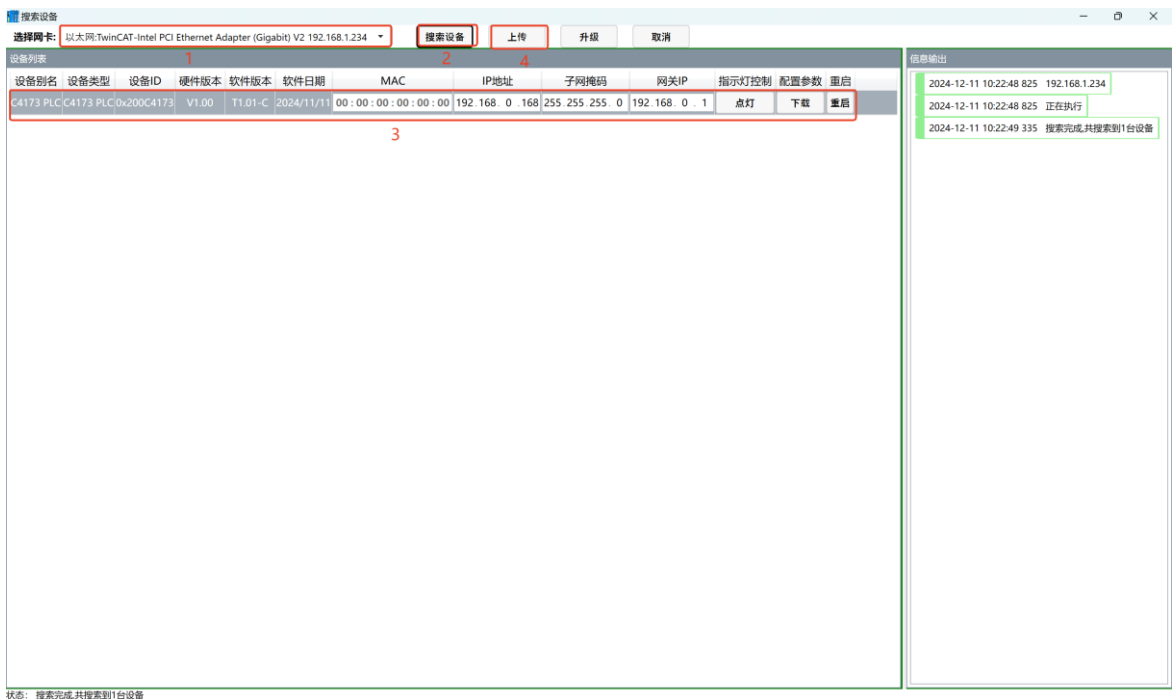 搜索设备
选择网卡: 以太网:TwinCAT-Intel PCI Ethernet Adapter (Gigabit) V2 192.168.1.234 搜索设备 上传 升级 取消
1 2 4
设备列表
设备别名 设备类型 设备ID 硬件版本 软件版本 软件日期 MAC IP地址 子网掩码 网关IP 指示灯控制 配置参数 重启
C4173 PLC C4173 PLC 0x200C4173 V1.00 T1.01-C 2024/11/11 00:00:00:00:00:00 192.168. 0 .168 255.255.255. 0 192.168. 0 . 1 点灯 下载 重启
3
信息输出
2024-12-11 10:22:48 825 192.168.1.234
2024-12-11 10:22:48 825 正在执行
2024-12-11 10:22:49 335 搜索完成,共搜索到1台设备
状态: 搜索完成,共搜索到1台设备